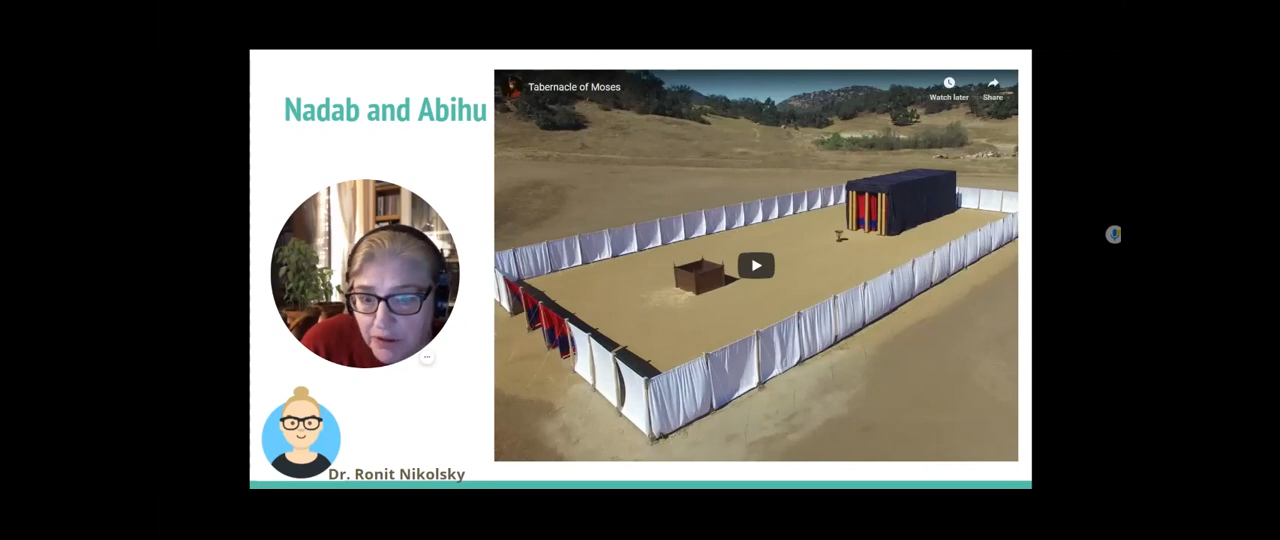 Nadab and Abihu
Tabernacle of Moses
Watch later
Share
Dr. Ronit Nikolsky